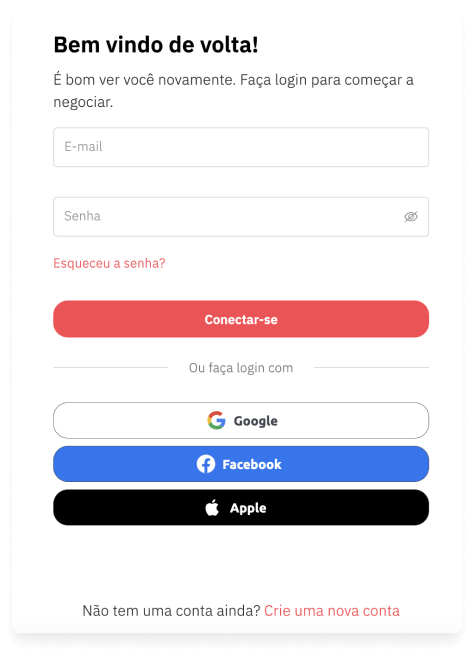 Bem vindo de volta!
É bom ver você novamente. Faça login para começar a
negociar.
E-mail
Senha
Esqueceu a senha?
Conectar-se
Ou faça login com
Google
Facebook
Apple
Não tem uma conta ainda? Crie uma nova conta